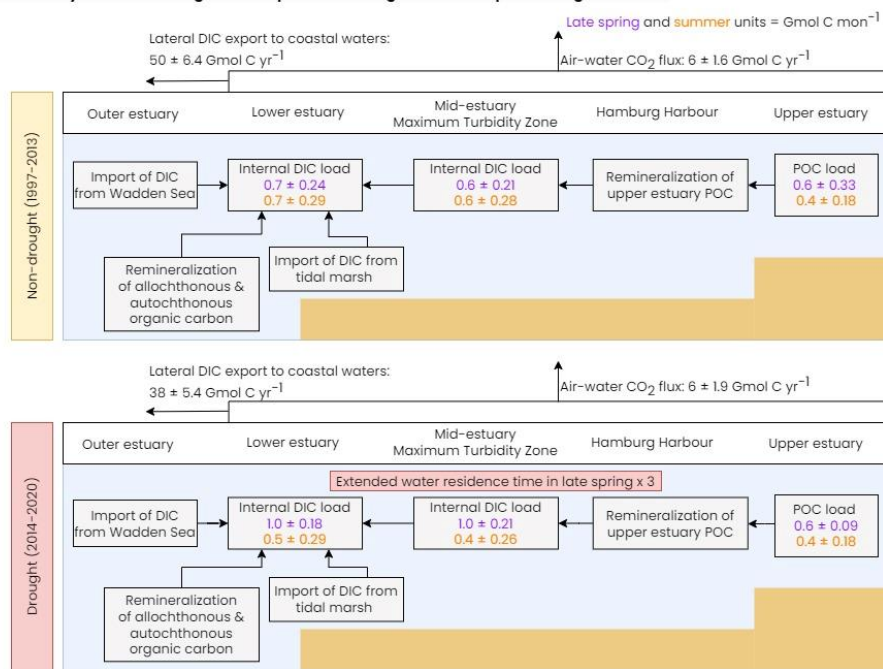 Late spring and summer units = Gmol C mon⁻¹
Lateral DIC export to coastal waters:
50 ± 6.4 Gmol C yr⁻¹
Air-water CO₂ flux: 6 ± 1.6 Gmol C yr⁻¹
Non-drought (1997-2013)
Outer estuary
Lower estuary
Mid-estuary
Maximum Turbidity Zone
Hamburg Harbour
Upper estuary
Import of DIC
from Wadden Sea
Internal DIC load
0.7 ± 0.24
0.7 ± 0.29
Internal DIC load
0.6 ± 0.21
0.6 ± 0.28
Remineralization of
upper estuary POC
POC load
0.6 ± 0.33
0.4 ± 0.18
Remineralization
of allochthonous &
autochthonous
organic carbon
Import of DIC from
tidal marsh
Lateral DIC export to coastal waters:
38 ± 5.4 Gmol C yr⁻¹
Air-water CO₂ flux: 6 ± 1.9 Gmol C yr⁻¹
Drought (2014-2020)
Outer estuary
Lower estuary
Mid-estuary
Maximum Turbidity Zone
Hamburg Harbour
Upper estuary
Extended water residence time in late spring x 3
Import of DIC
from Wadden Sea
Internal DIC load
1.0 ± 0.18
0.5 ± 0.29
Internal DIC load
1.0 ± 0.21
0.4 ± 0.26
Remineralization of
upper estuary POC
POC load
0.6 ± 0.09
0.4 ± 0.18
Remineralization
of allochthonous &
autochthonous
organic carbon
Import of DIC from
tidal marsh